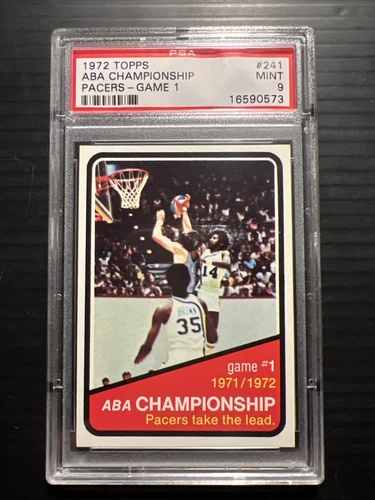 PSA
1972 TOPPS #241
ABA CHAMPIONSHIP MINT
PACERS - GAME 1 9
16590573
14
BROWN
35
game #1
1971/1972
ABA CHAMPIONSHIP
Pacers take the lead.